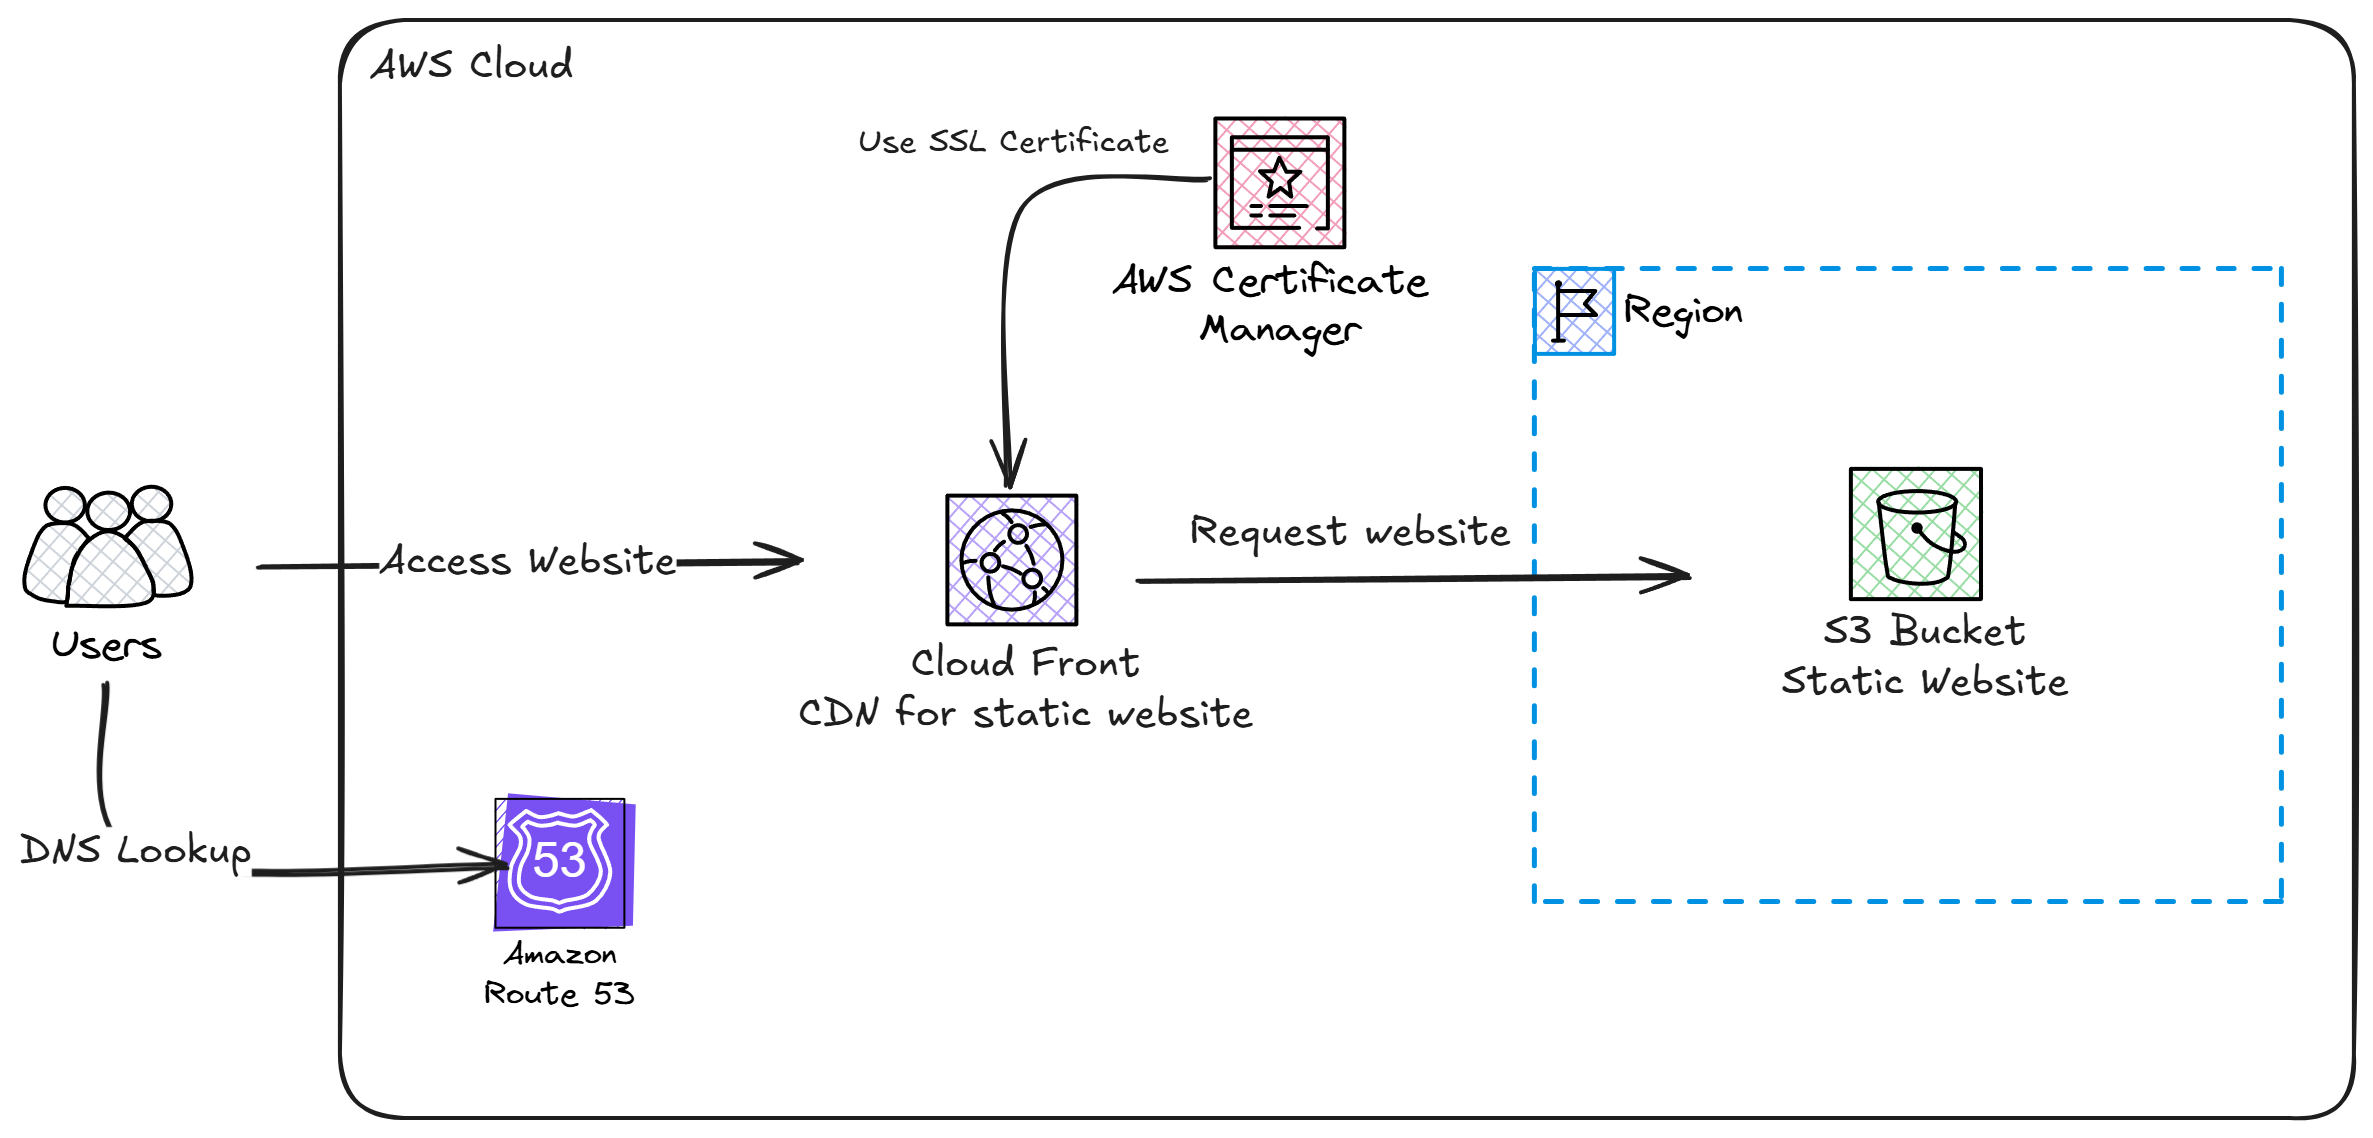 AWS Cloud
Use SSL Certificate
AWS Certificate
Manager
Region
Access Website
Request website
Users
Cloud Front
CDN for static website
S3 Bucket
Static Website
DNS Lookup
53
Amazon
Route 53